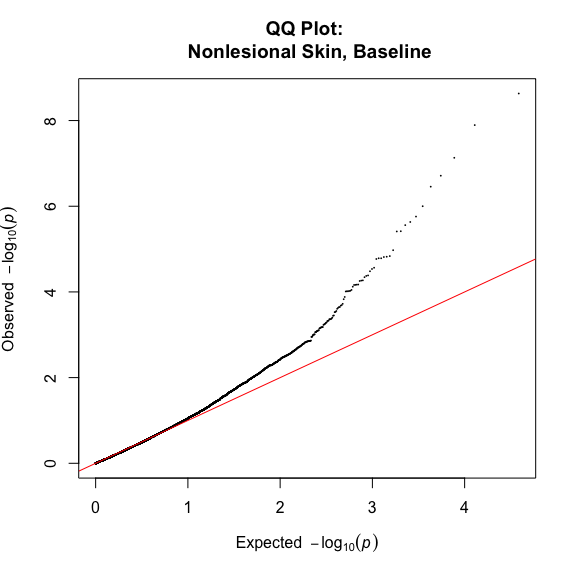 QQ Plot:
Nonlesional Skin, Baseline
Observed −log10(p)
8
6
4
2
0
0 1 2 3 4
Expected −log10(p)